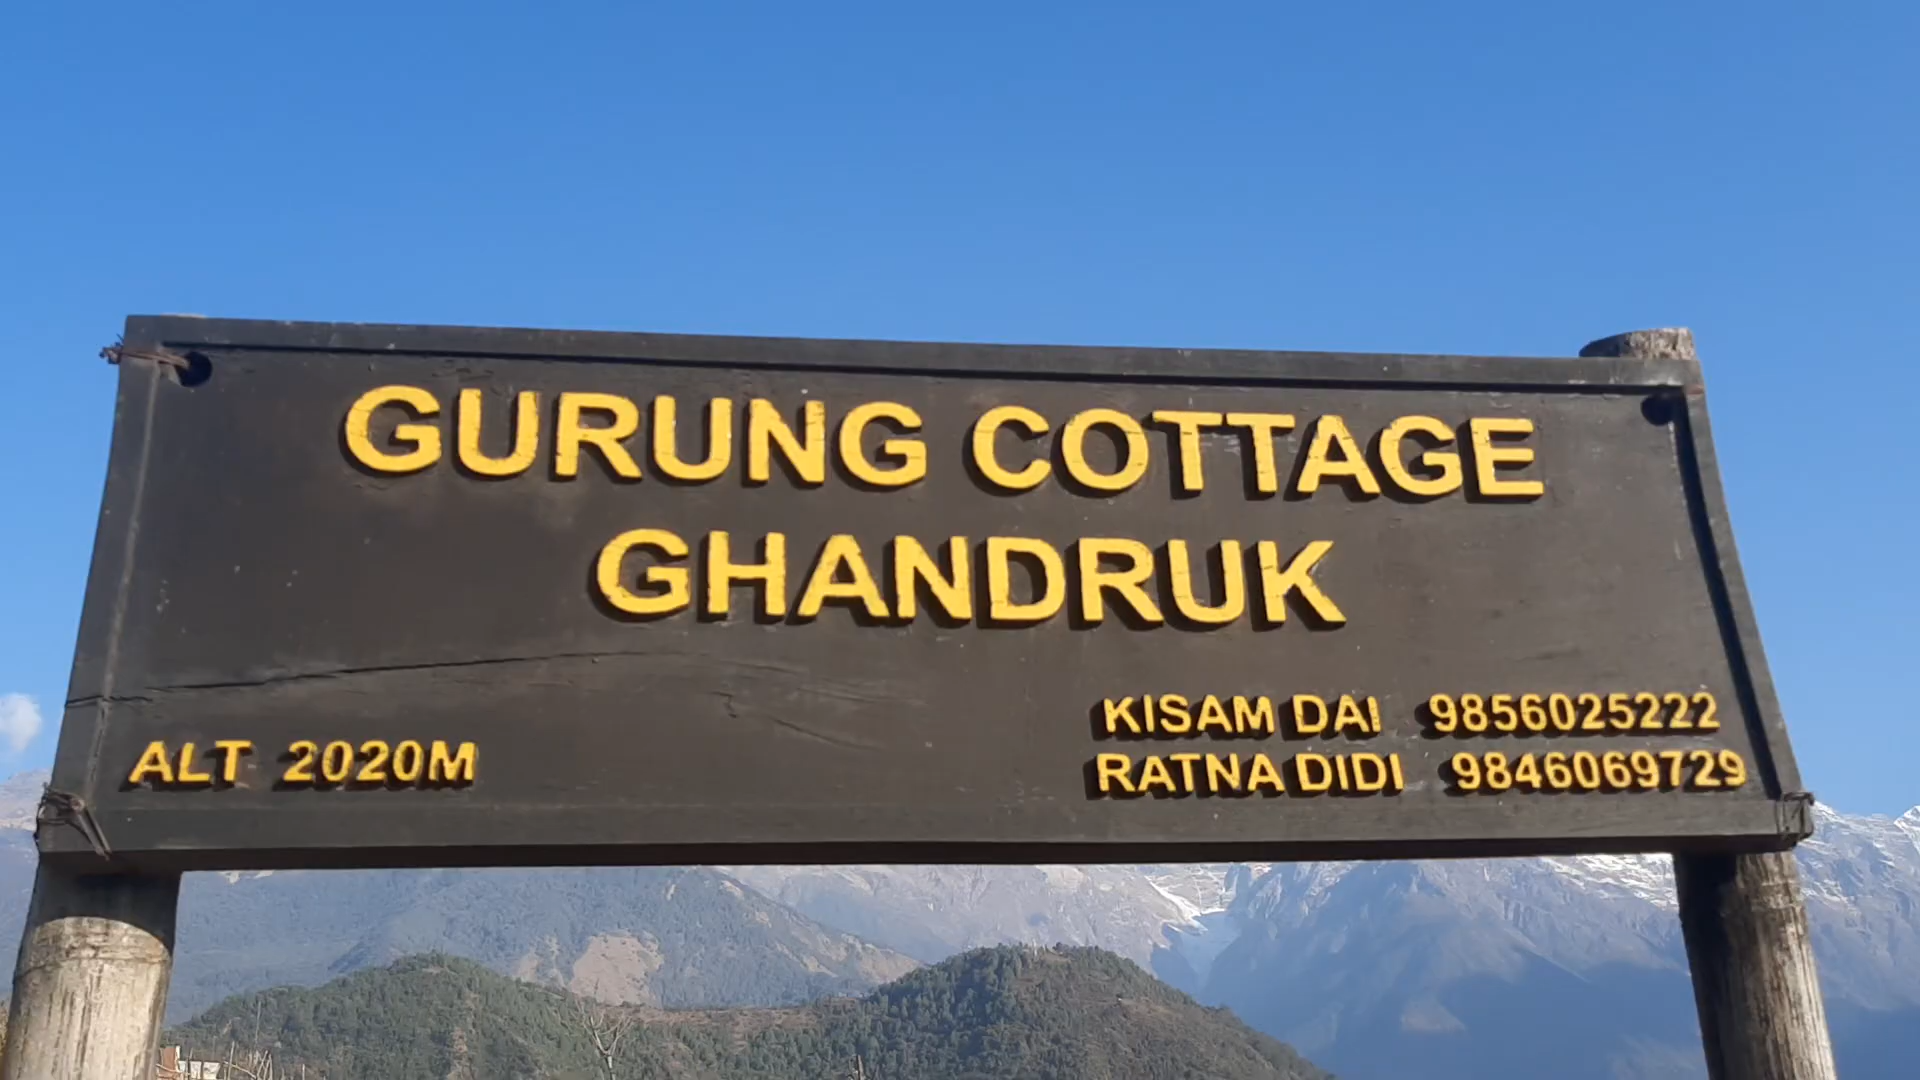 GURUNG COTTAGE
GHANDRUK
ALT 2020M
KISAM DAI 9856025222
RATNA DIDI 9846069729